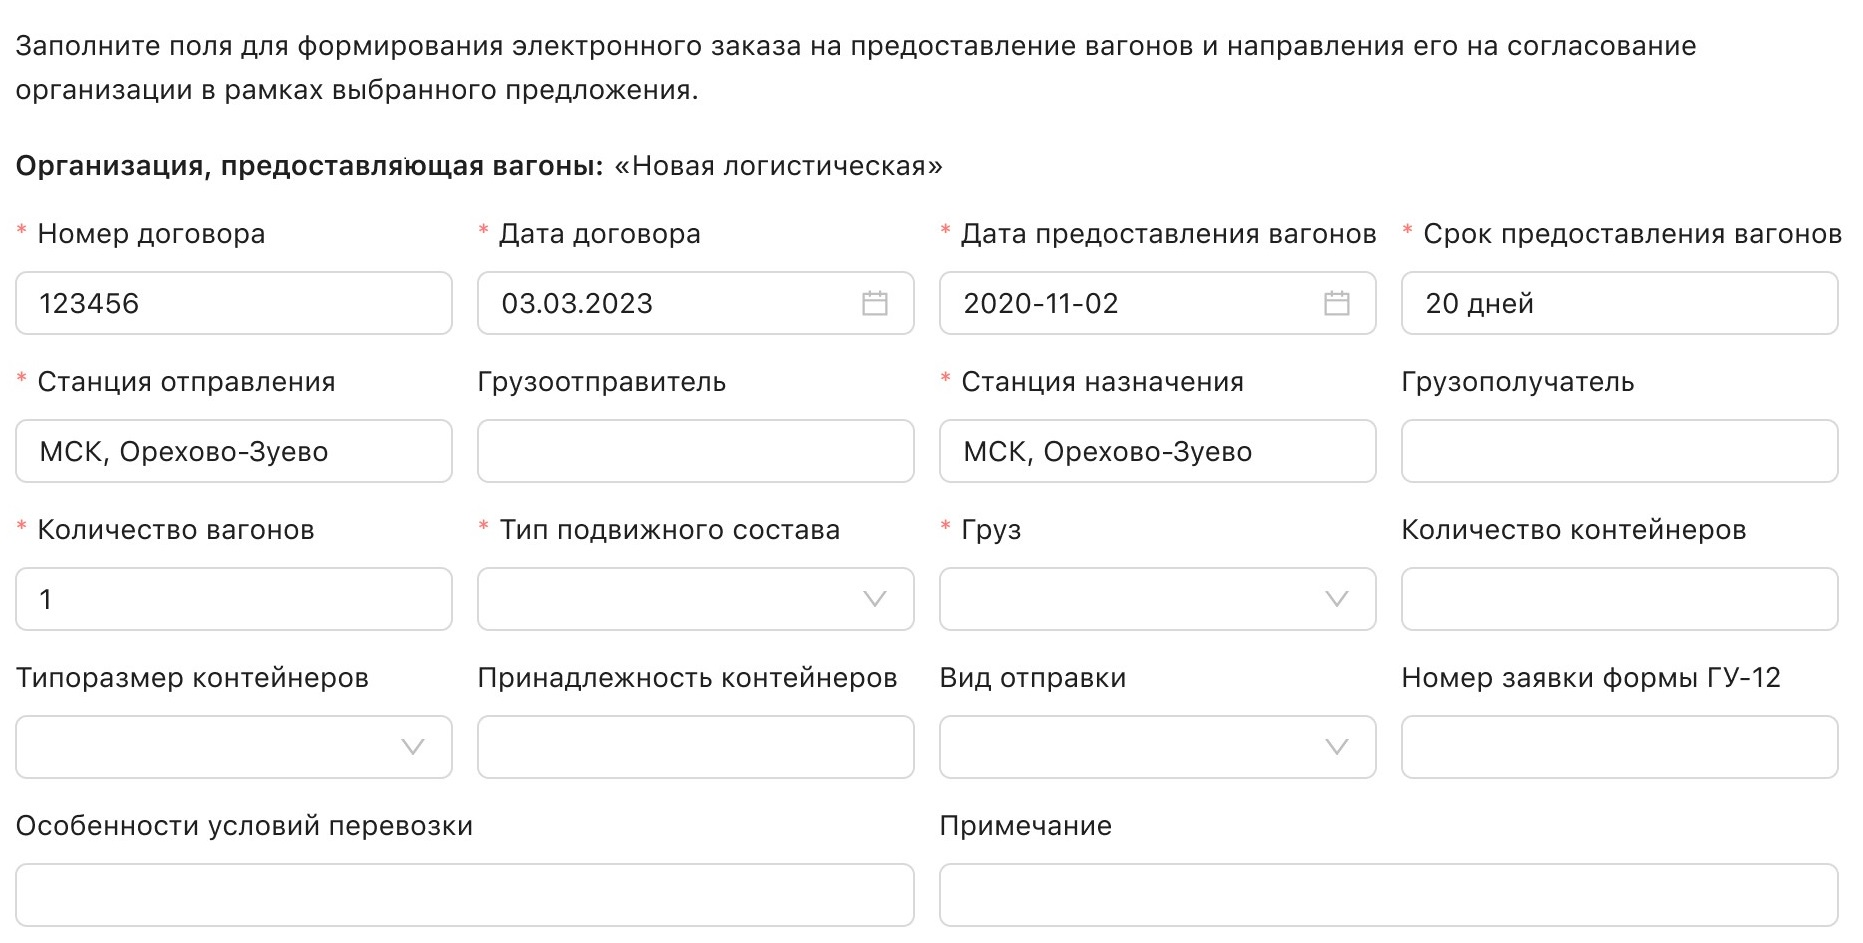 Заполните поля для формирования электронного заказа на предоставление вагонов и направления его на согласование
организации в рамках выбранного предложения.
Организация, предоставляющая вагоны: «Новая логистическая»
* Номер договора * Дата договора * Дата предоставления вагонов * Срок предоставления вагонов
123456 03.03.2023 2020-11-02 20 дней
* Станция отправления Грузоотправитель * Станция назначения Грузополучатель
МСК, Орехово-Зуево МСК, Орехово-Зуево
* Количество вагонов * Тип подвижного состава * Груз Количество контейнеров
1
Типоразмер контейнеров Принадлежность контейнеров Вид отправки Номер заявки формы ГУ-12
Особенности условий перевозки Примечание